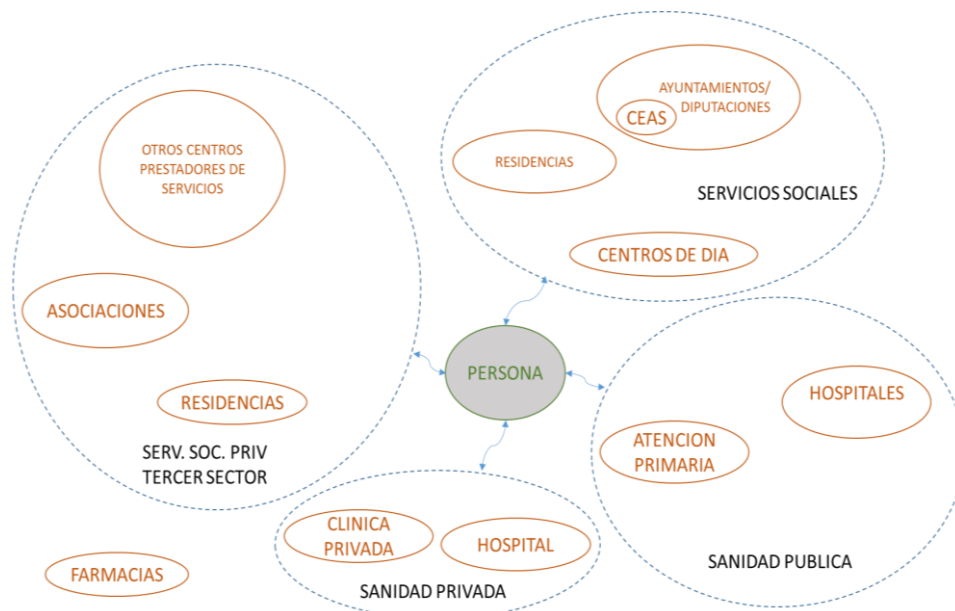 AYUNTAMIENTOS/
DIPUTACIONES
CEAS
RESIDENCIAS
SERVICIOS SOCIALES
CENTROS DE DIA
OTROS CENTROS
PRESTADORES DE
SERVICIOS
ASOCIACIONES
RESIDENCIAS
SERV. SOC. PRIV
TERCER SECTOR
PERSONA
HOSPITALES
ATENCION
PRIMARIA
SANIDAD PUBLICA
CLINICA
PRIVADA
HOSPITAL
SANIDAD PRIVADA
FARMACIAS